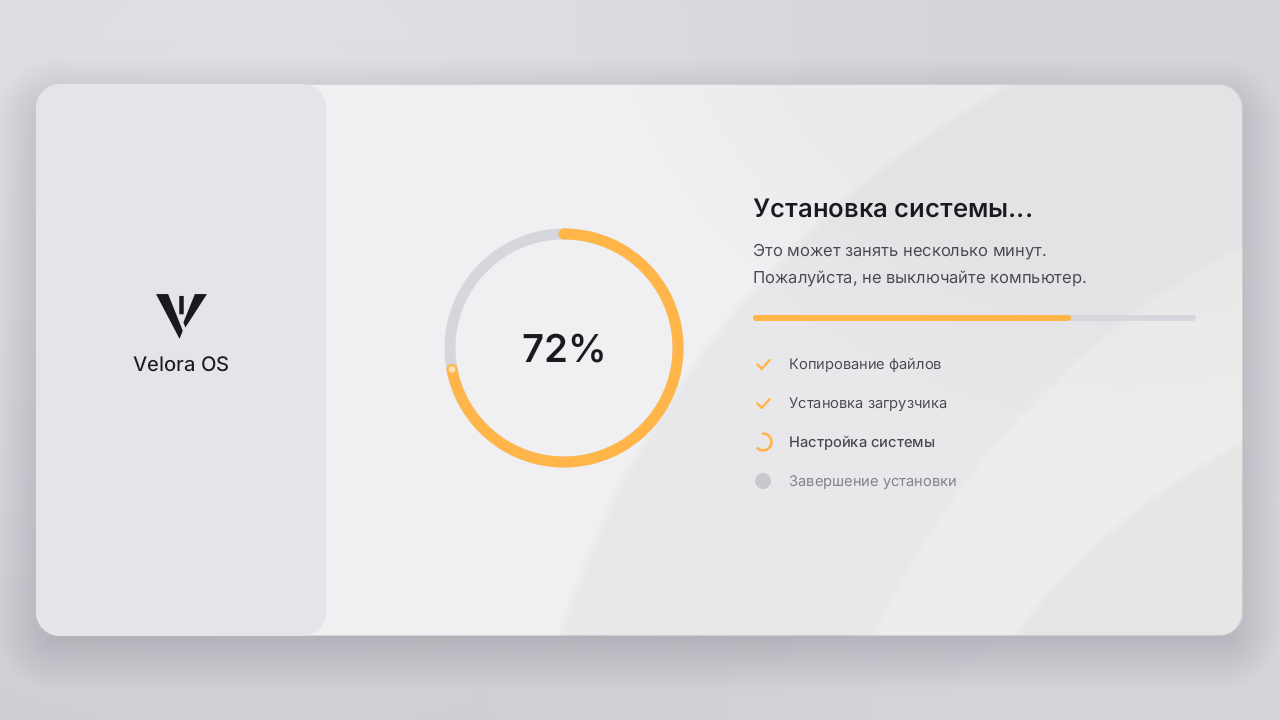 Velora OS
72%
Установка системы...
Это может занять несколько минут.
Пожалуйста, не выключайте компьютер.
Копирование файлов
Установка загрузчика
Настройка системы
Завершение установки